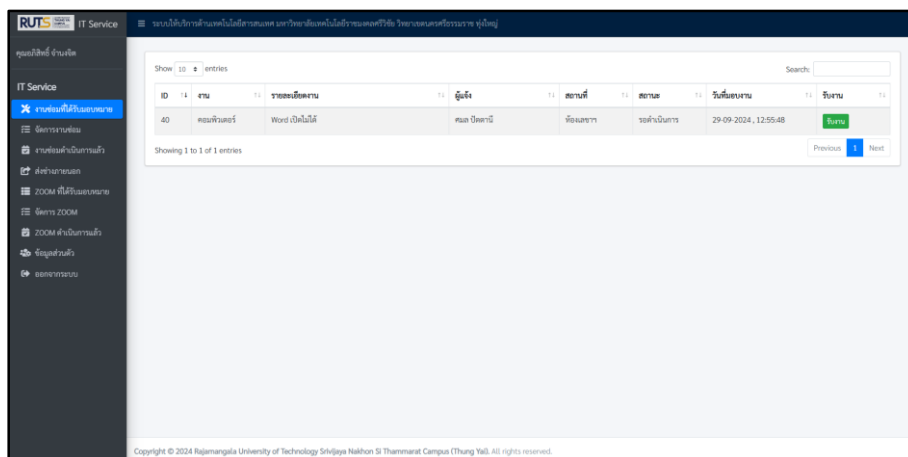 RUTS IT Service
ระบบให้บริการด้านเทคโนโลยีสารสนเทศ มหาวิทยาลัยเทคโนโลยีราชมงคลศรีวิชัย วิทยาเขตนครศรีธรรมราช ทุ่งใหญ่
คุณอภิสิทธิ์ จำนงจิต
IT Service
งานซ่อมที่ได้รับมอบหมาย
จัดการงานซ่อม
งานซ่อมดำเนินการแล้ว
ส่งช่างภายนอก
ZOOM ที่ได้รับมอบหมาย
จัดการ ZOOM
ZOOM ดำเนินการแล้ว
ข้อมูลส่วนตัว
ออกจากระบบ
Show 10 entries Search:
ID งาน รายละเอียดงาน ผู้แจ้ง สถานที่ สถานะ วันที่มอบงาน รับงาน
40 คอมพิวเตอร์ Word เปิดไม่ได้ ศมล ปัตตานี ห้องเลขาฯ รอดำเนินการ 29-09-2024 , 12:55:48 รับงาน
Showing 1 to 1 of 1 entries Previous 1 Next
Copyright © 2024 Rajamangala University of Technology Srivijaya Nakhon Si Thammarat Campus (Thung Yai). All rights reserved.